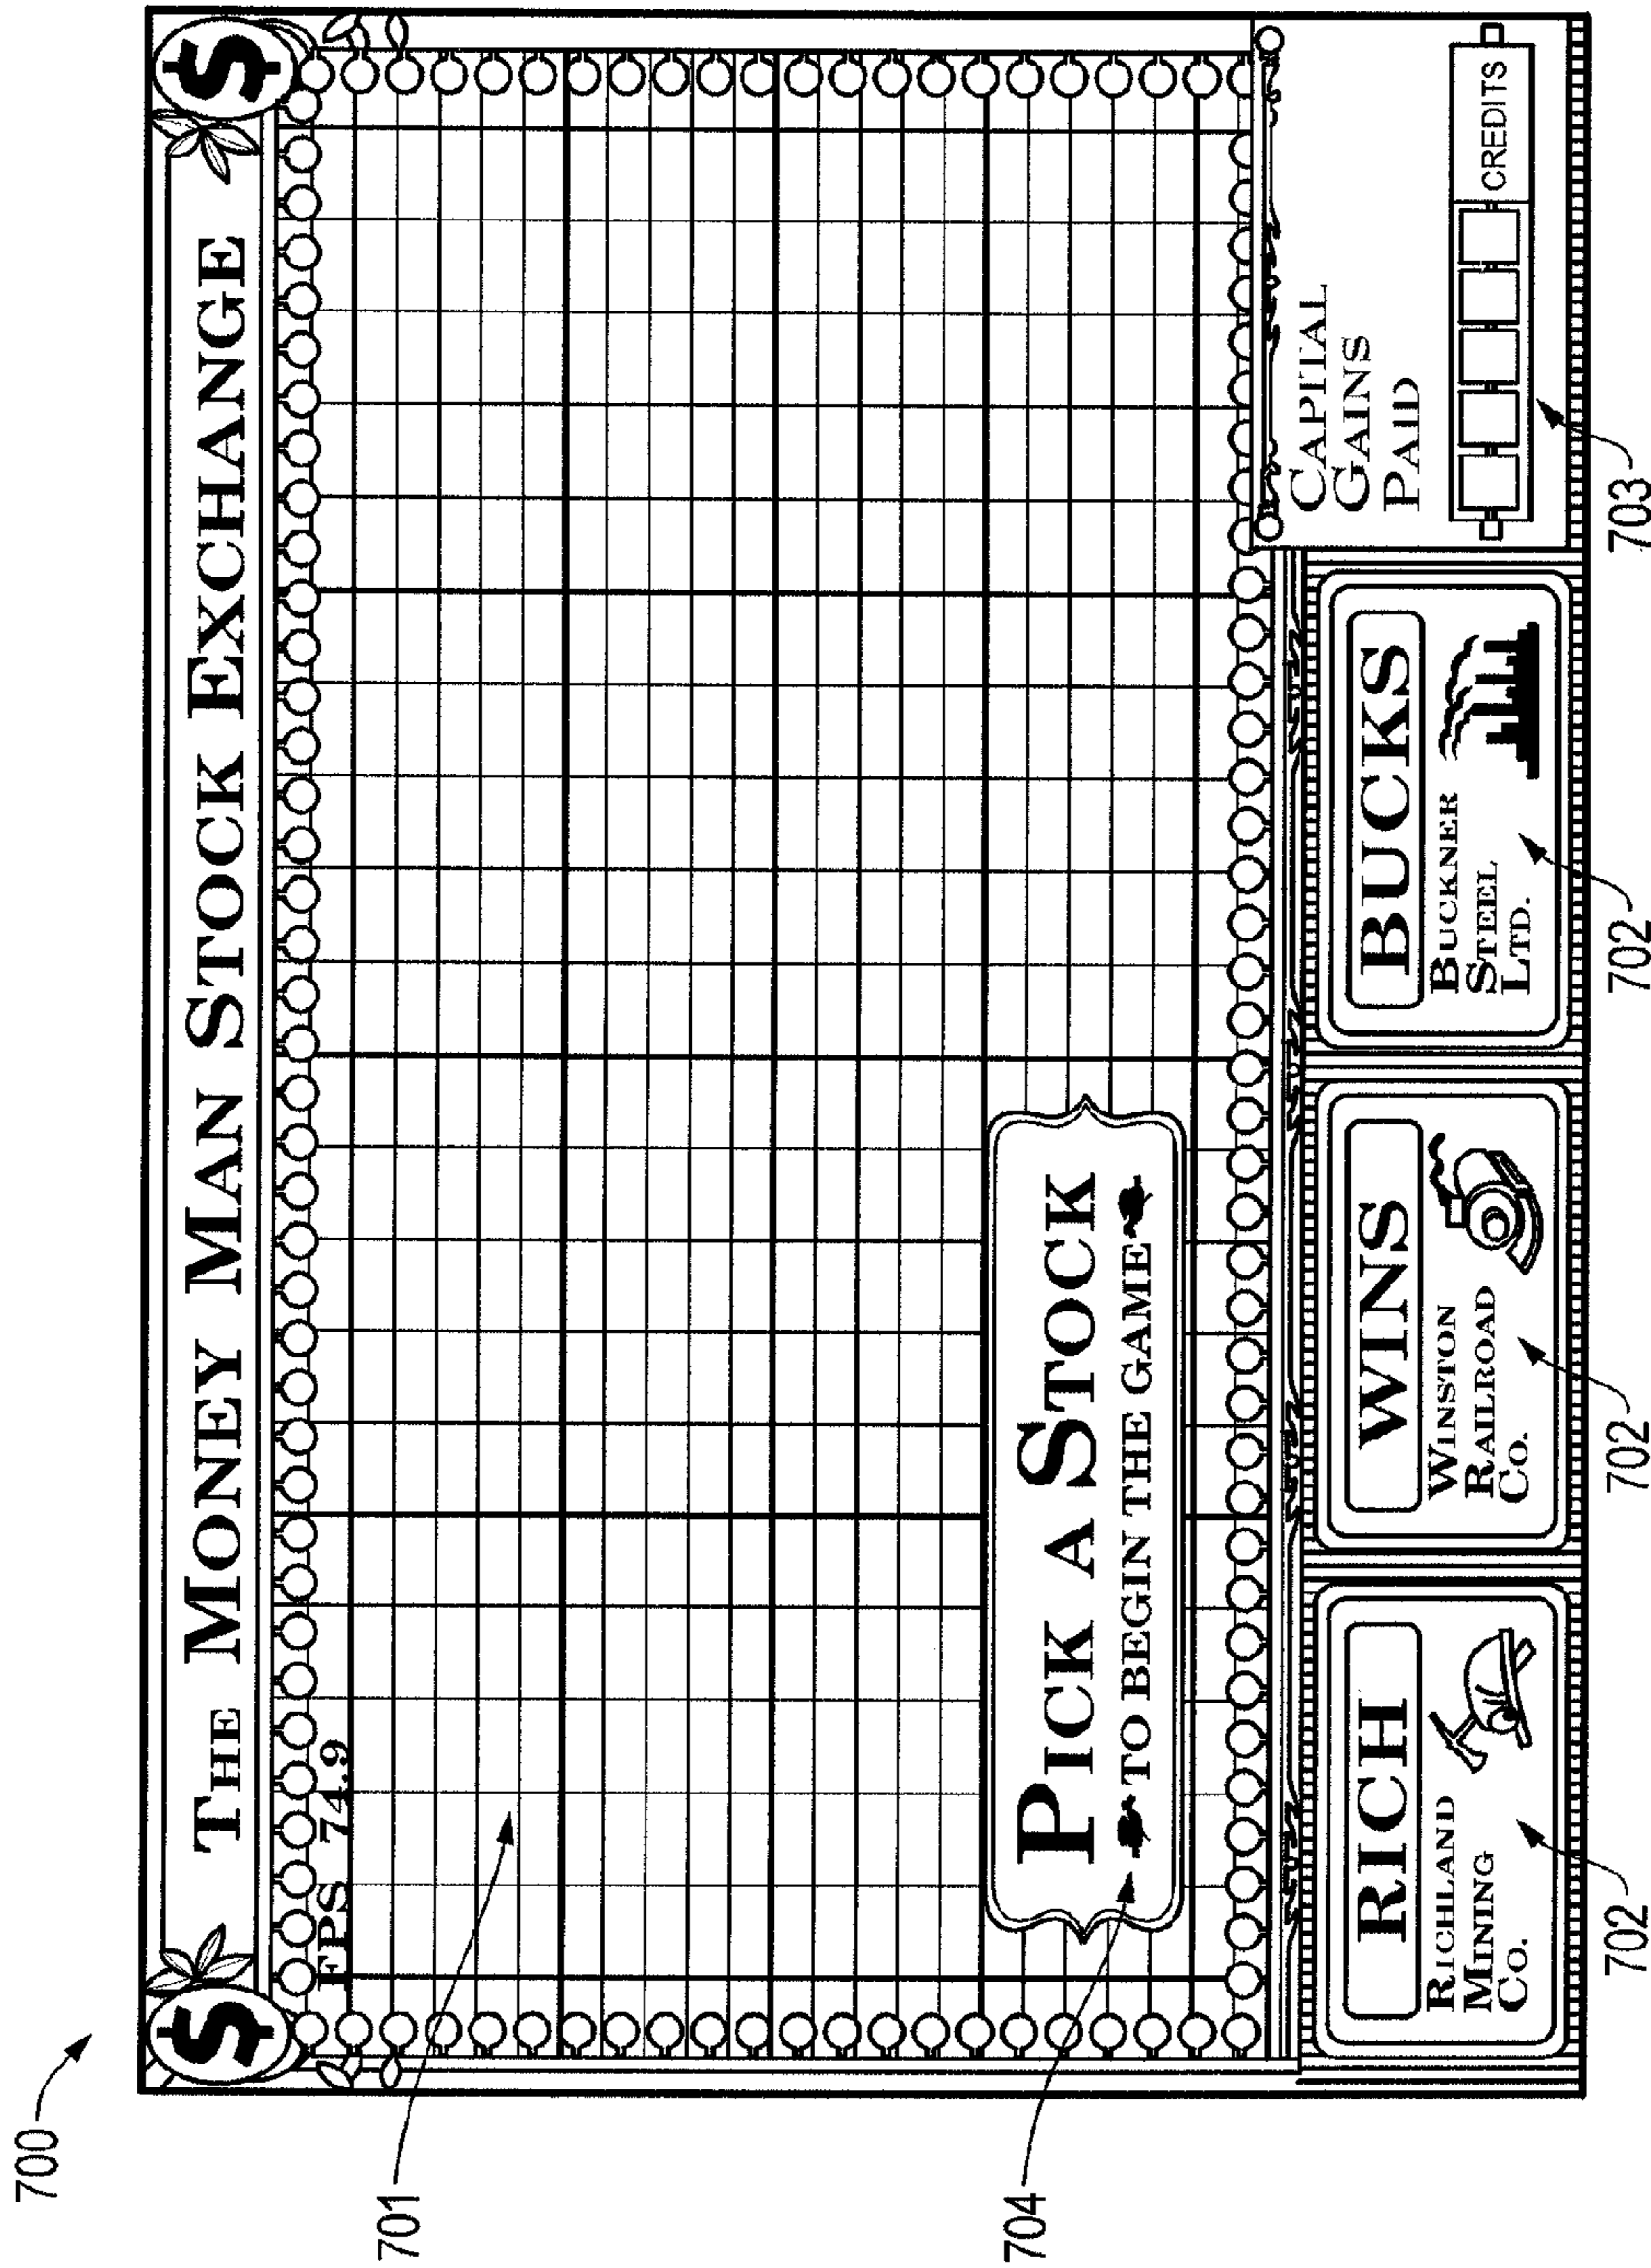 700
THE MONEY MAN STOCK EXCHANGE
$
$
FPS 74.9
701
PICK A STOCK
TO BEGIN THE GAME
704
RICH
RICHLAND
MINING
CO.
702
WINS
WINSTON
RAILROAD
CO.
702
BUCKS
BUCKNER
STEEL
LTD.
702
CAPITAL
GAINS
PAID
CREDITS
703